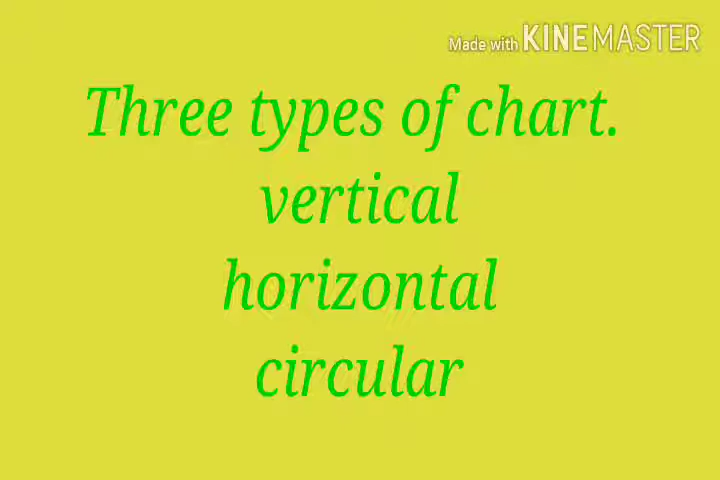 Made with KINEMASTER
Three types of chart.
vertical
horizontal
circular